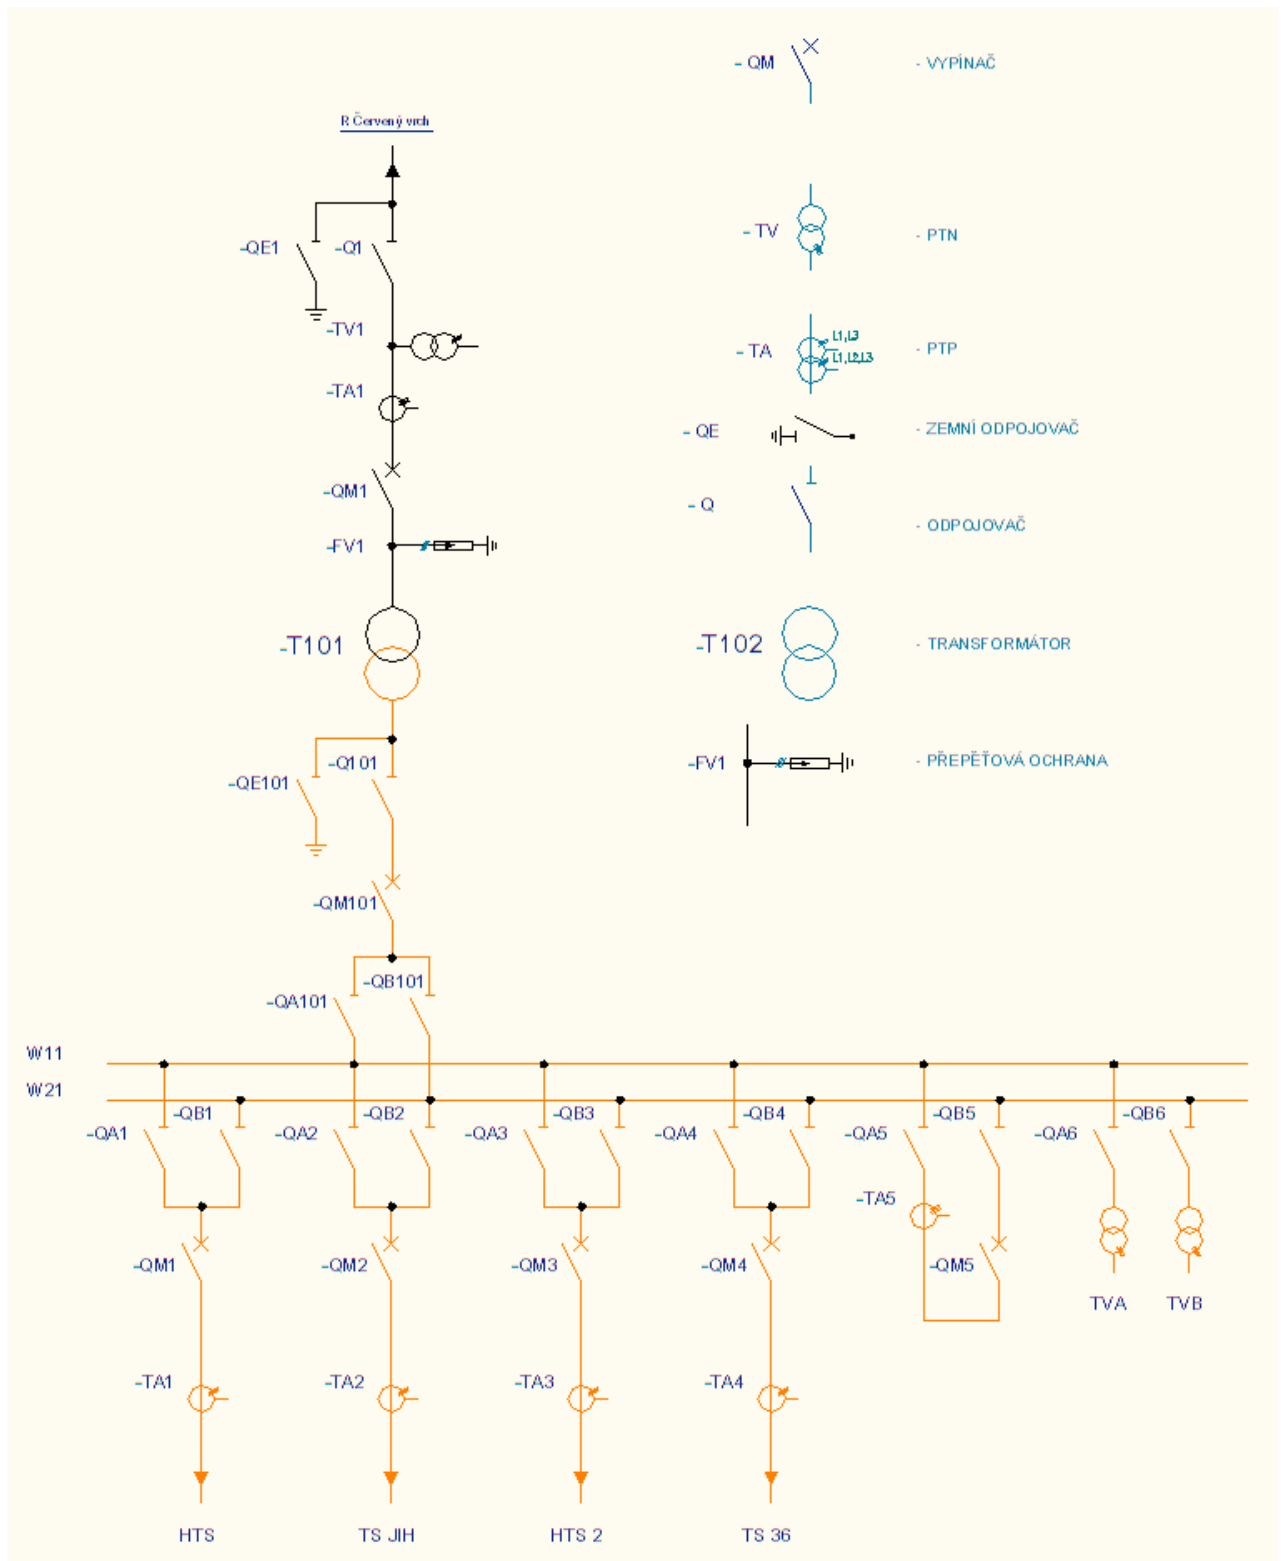 - QM
- VYPÍNAČ
R Červený vrch
- TV
- PTN
-QE1
-Q1
-TV1
- TA
L1,L3
L1,L2,L3
- PTP
-TA1
- QE
- ZEMNÍ ODPOJOVAČ
-QM1
- Q
- ODPOJOVAČ
-FV1
-T101
-T102
- TRANSFORMÁTOR
-Q101
-QE101
-FV1
- PŘEPĚŤOVÁ OCHRANA
-QM101
-QB101
-QA101
W11
W21
-QB1
-QB2
-QB3
-QB4
-QB5
-QB6
-QA1
-QA2
-QA3
-QA4
-QA5
-QA6
-TA5
-QM1
-QM2
-QM3
-QM4
-QM5
TVA
TVB
-TA1
-TA2
-TA3
-TA4
HTS
TS JIH
HTS 2
TS 36